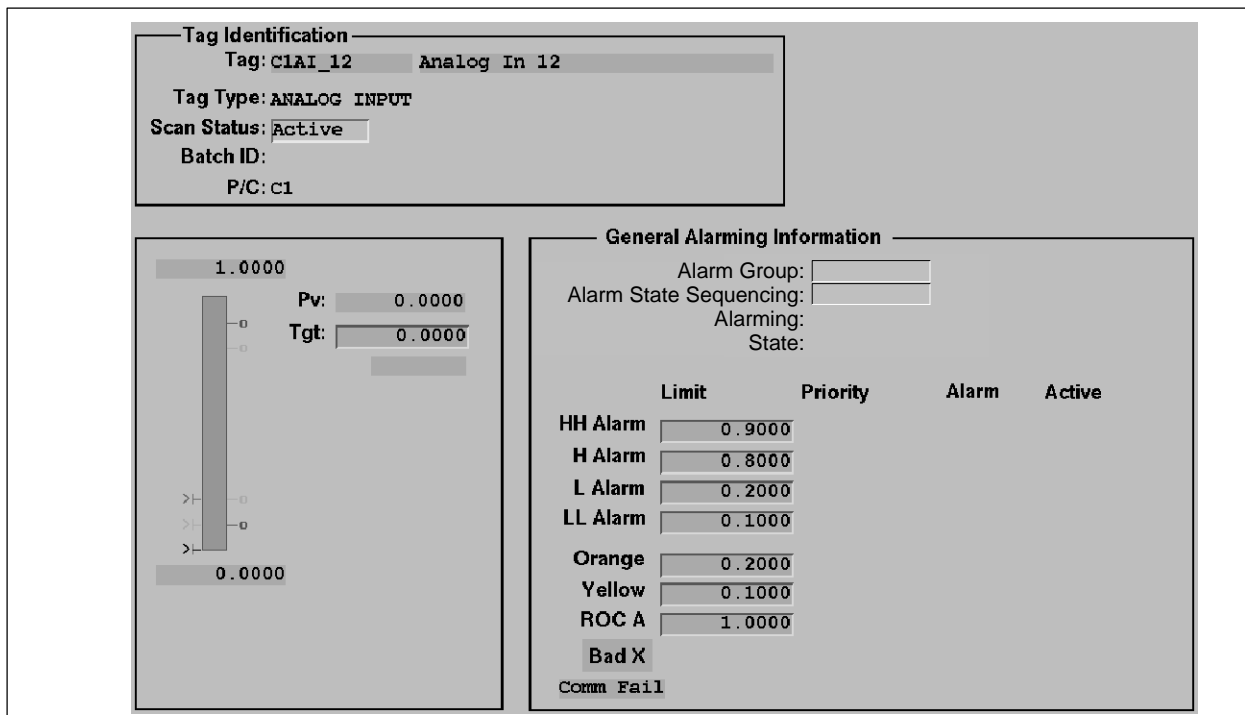 Tag Identification
Tag: C1AI_12 Analog In 12
Tag Type: ANALOG INPUT
Scan Status: Active
Batch ID:
P/C: C1
1.0000
Pv: 0.0000
Tgt: 0.0000
0.0000
General Alarming Information
Alarm Group:
Alarm State Sequencing:
Alarming:
State:
Limit Priority Alarm Active
HH Alarm 0.9000
H Alarm 0.8000
L Alarm 0.2000
LL Alarm 0.1000
Orange 0.2000
Yellow 0.1000
ROC A 1.0000
Bad X
Comm Fail